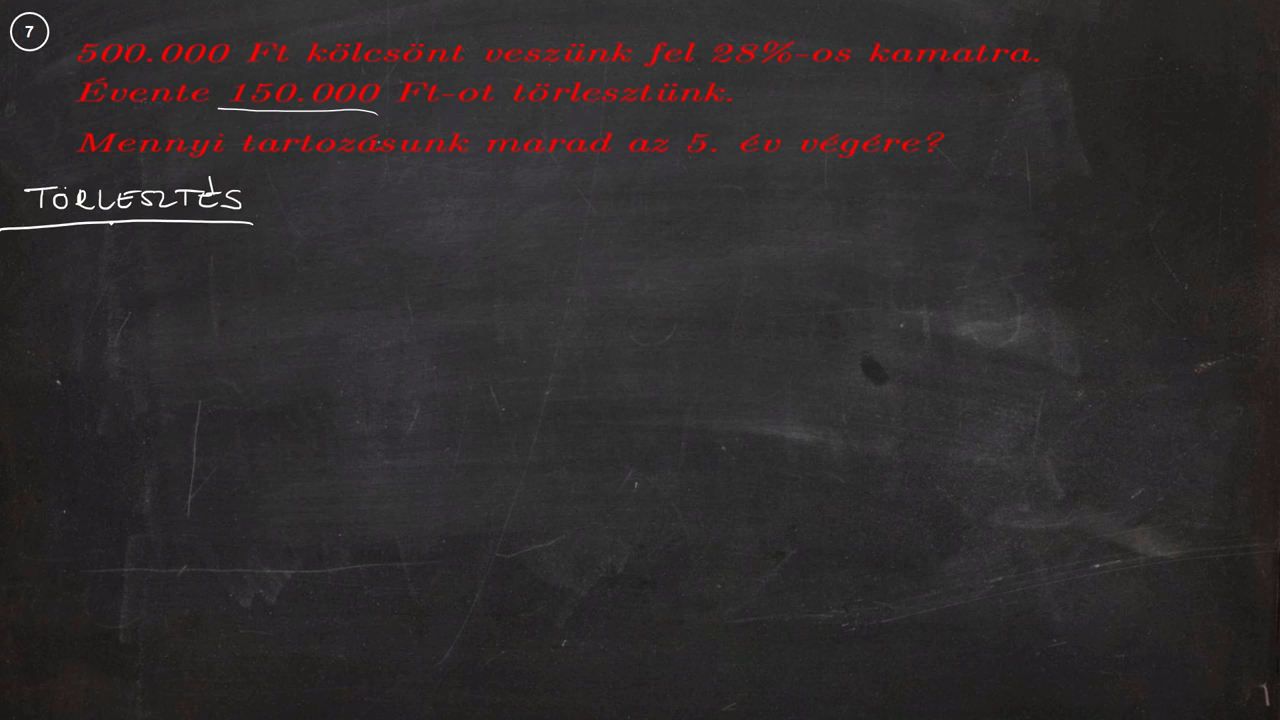 7
500.000 Ft kölcsönt veszünk fel 28%-os kamatra.
Évente 150.000 Ft-ot törlesztünk.
Mennyi tartozásunk marad az 5. év végére?
TÖRLESZTÉS